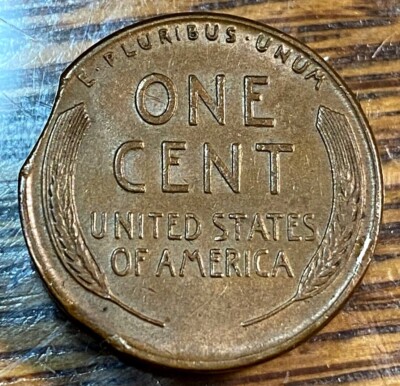 E·PLURIBUS·UNUM
ONE
CENT
UNITED STATES
OF AMERICA